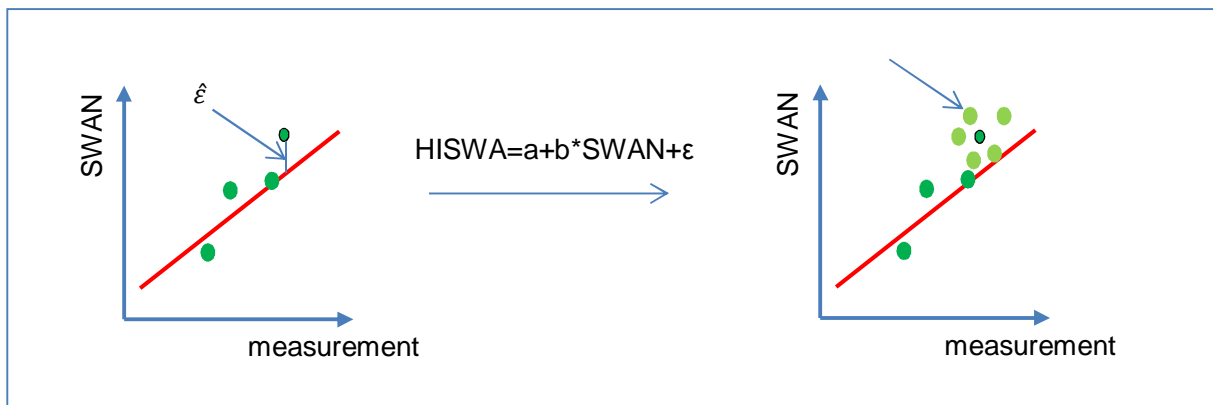 SWAN
ε̂
measurement
HISWA=a+b*SWAN+ε
SWAN
measurement